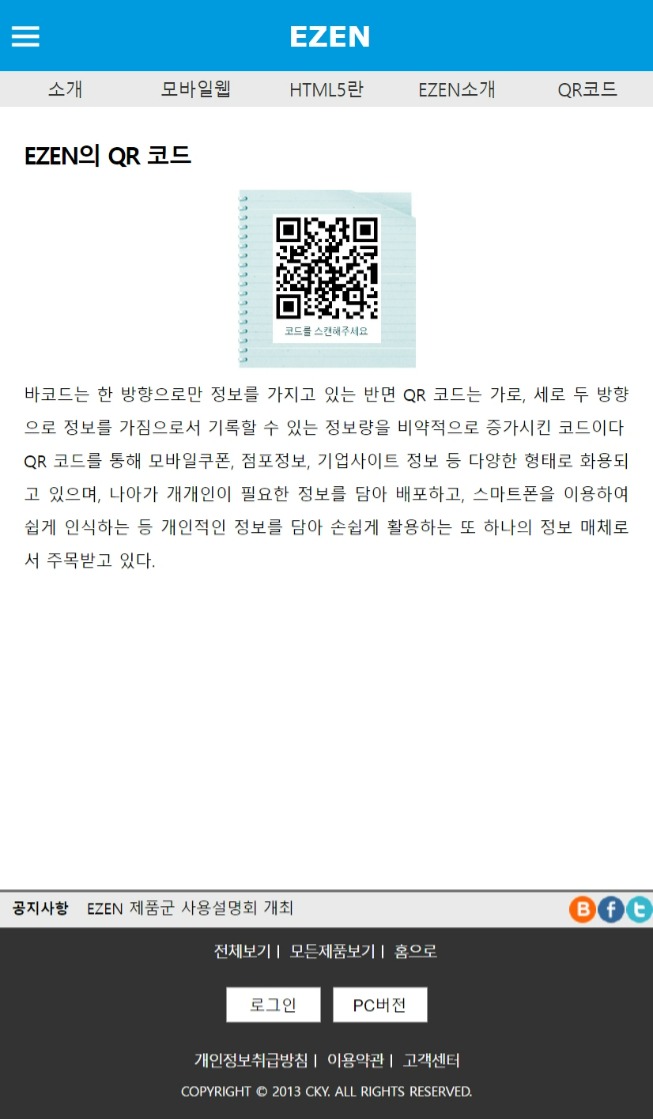 EZEN
소개 모바일웹 HTML5란 EZEN소개 QR코드
EZEN의 QR 코드
코드를 스캔해주세요
바코드는 한 방향으로만 정보를 가지고 있는 반면 QR 코드는 가로, 세로 두 방향
으로 정보를 가짐으로서 기록할 수 있는 정보량을 비약적으로 증가시킨 코드이다
QR 코드를 통해 모바일쿠폰, 점포정보, 기업사이트 정보 등 다양한 형태로 화용되
고 있으며, 나아가 개개인이 필요한 정보를 담아 배포하고, 스마트폰을 이용하여
쉽게 인식하는 등 개인적인 정보를 담아 손쉽게 활용하는 또 하나의 정보 매체로
서 주목받고 있다.
공지사항 EZEN 제품군 사용설명회 개최
전체보기 | 모든제품보기 | 홈으로
로그인 PC버전
개인정보취급방침 | 이용약관 | 고객센터
COPYRIGHT © 2013 CKY. ALL RIGHTS RESERVED.